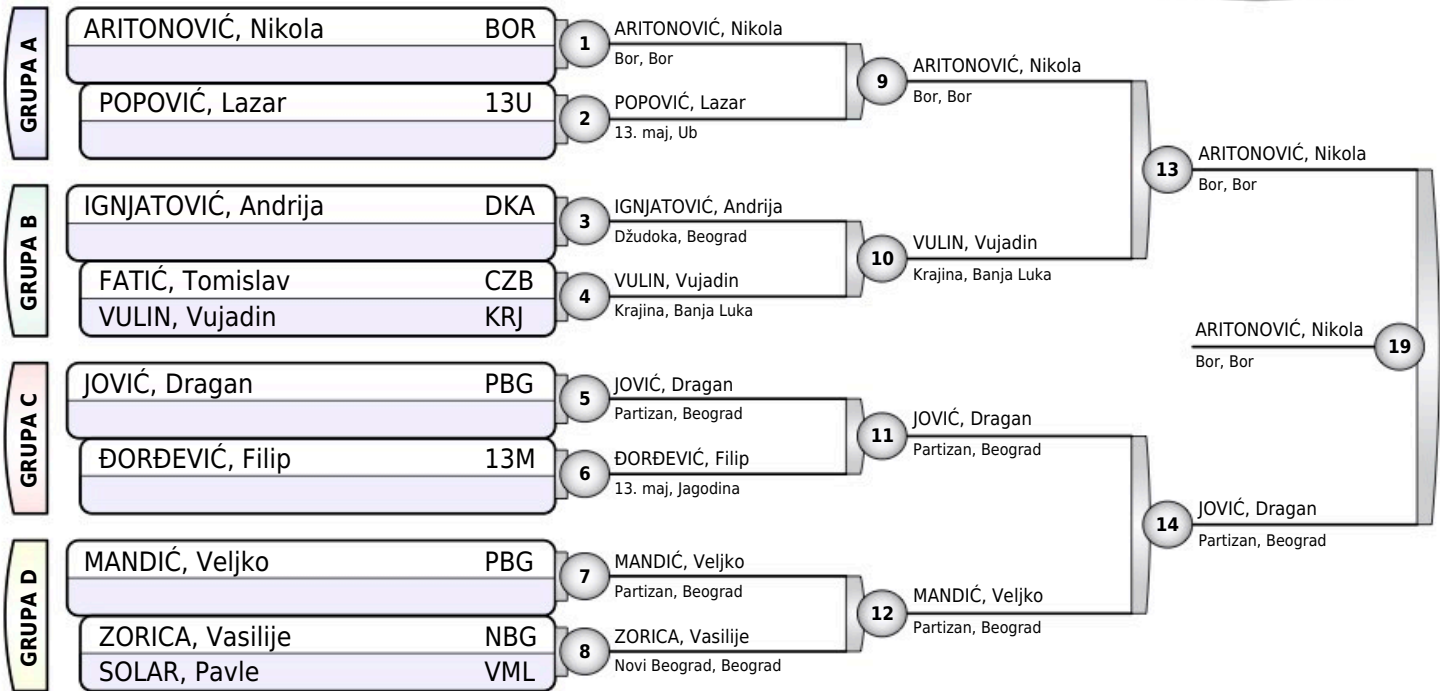 GRUPA A
ARITONOVIĆ, Nikola BOR
POPOVIĆ, Lazar 13U
GRUPA B
IGNJATOVIĆ, Andrija DKA
FATIĆ, Tomislav CZB
VULIN, Vujadin KRJ
GRUPA C
JOVIĆ, Dragan PBG
ĐORĐEVIĆ, Filip 13M
GRUPA D
MANDIĆ, Veljko PBG
ZORICA, Vasilije NBG
SOLAR, Pavle VML
1
ARITONOVIĆ, Nikola
Bor, Bor
2
POPOVIĆ, Lazar
13. maj, Ub
3
IGNJATOVIĆ, Andrija
Džudoka, Beograd
4
VULIN, Vujadin
Krajina, Banja Luka
5
JOVIĆ, Dragan
Partizan, Beograd
6
ĐORĐEVIĆ, Filip
13. maj, Jagodina
7
MANDIĆ, Veljko
Partizan, Beograd
8
ZORICA, Vasilije
Novi Beograd, Beograd
9
ARITONOVIĆ, Nikola
Bor, Bor
10
VULIN, Vujadin
Krajina, Banja Luka
11
JOVIĆ, Dragan
Partizan, Beograd
12
MANDIĆ, Veljko
Partizan, Beograd
13
ARITONOVIĆ, Nikola
Bor, Bor
14
JOVIĆ, Dragan
Partizan, Beograd
ARITONOVIĆ, Nikola
Bor, Bor
19